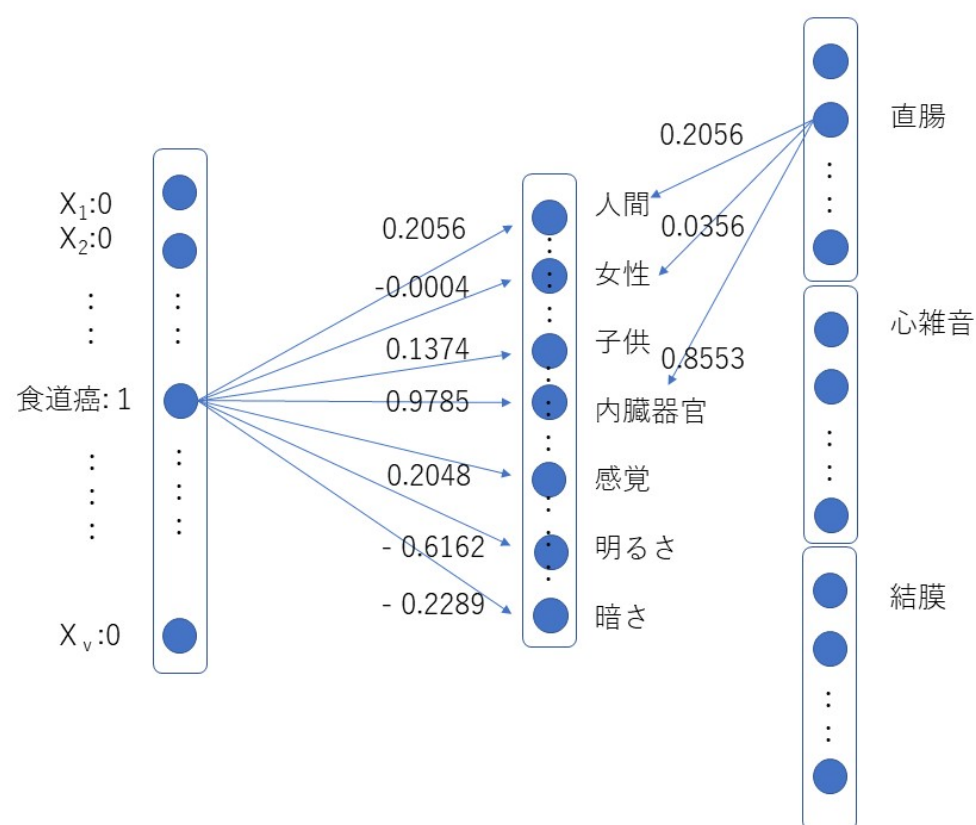 X1:0
X2:0
食道癌: 1
Xv:0
0.2056
-0.0004
0.1374
0.9785
0.2048
- 0.6162
- 0.2289
人間
女性
子供
内臓器官
感覚
明るさ
暗さ
0.2056
0.0356
0.8553
直腸
心雑音
結膜